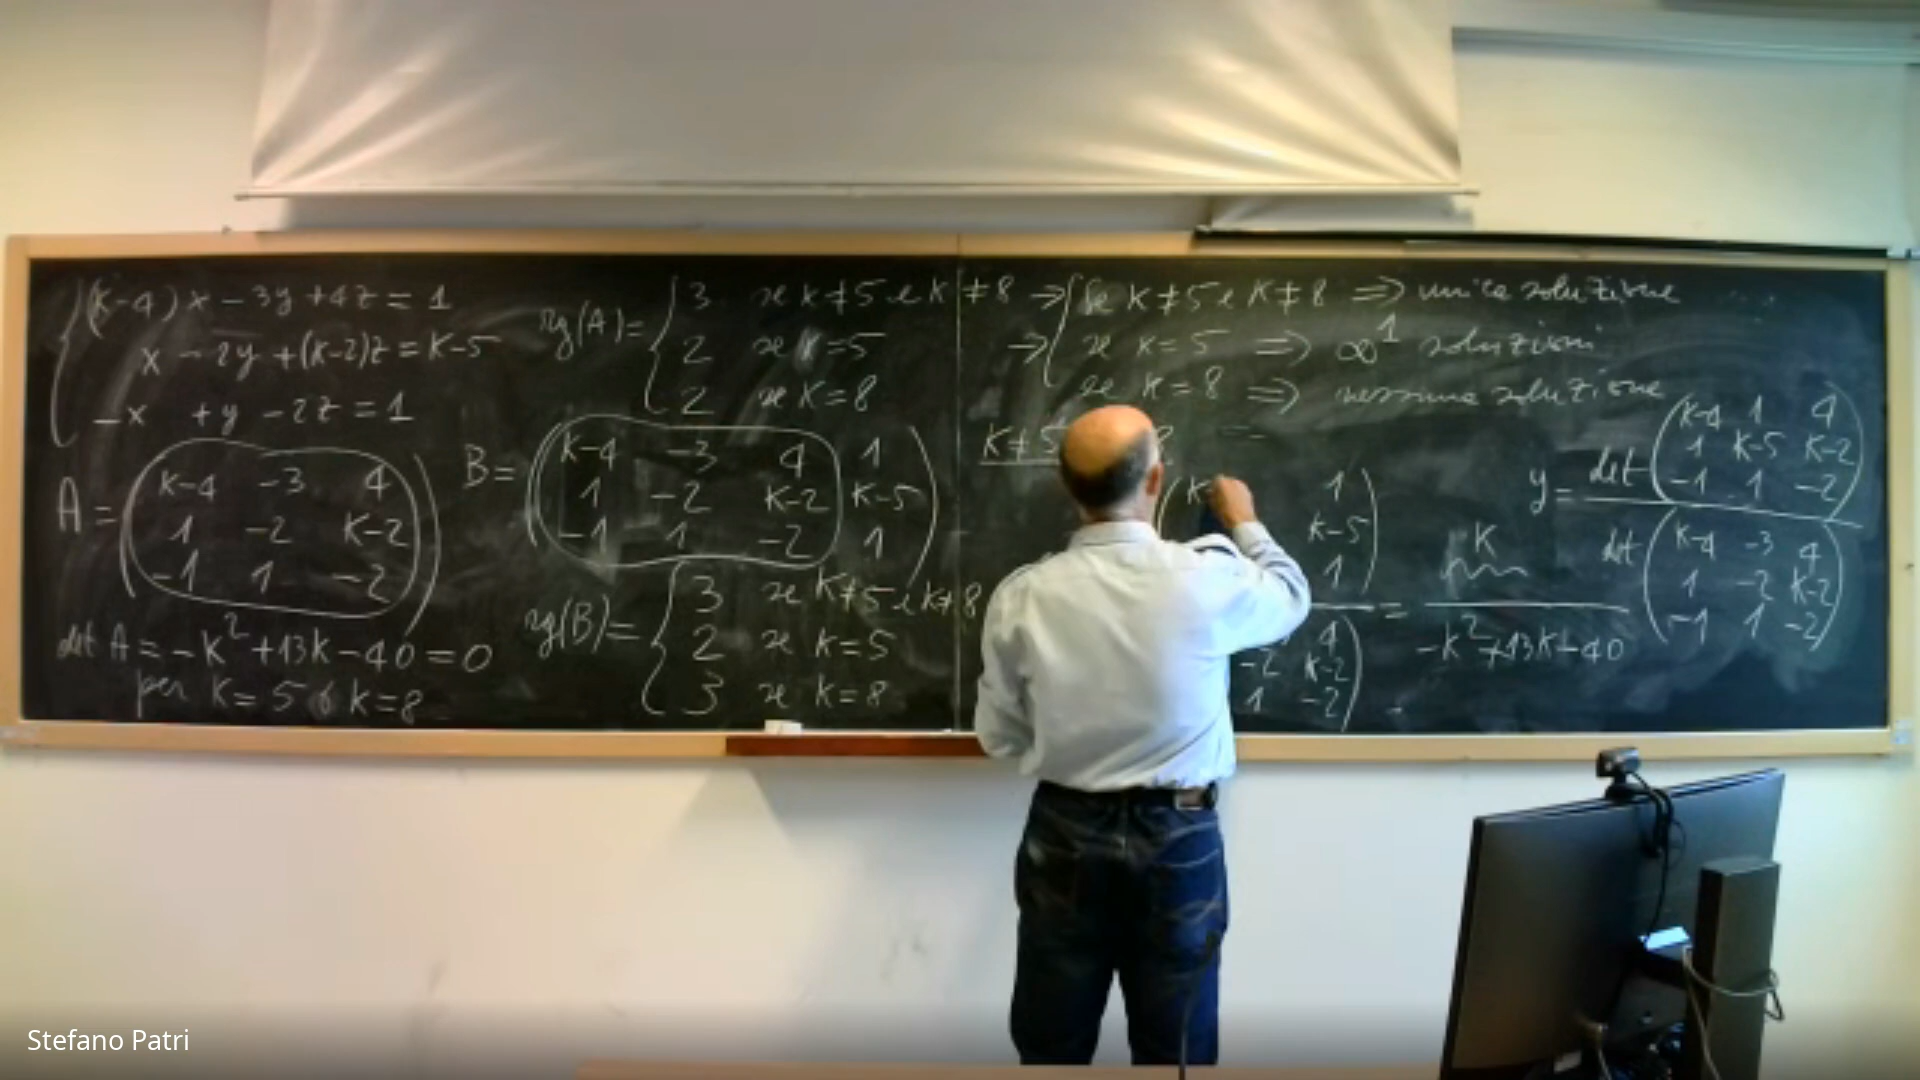 (k-4)x - 3y + 4z = 1
x - 2y + (k-2)z = k-5
-x + y - 2z = 1
A = ( k-4 -3 4
1 -2 k-2
-1 1 -2 )
det A = -k² + 13k - 40 = 0
per k = 5 o k = 8
rg(A) = { 3 se k ≠ 5 e k ≠ 8
2 se k = 5
2 se k = 8
B = ( k-4 -3 4 1
1 -2 k-2 k-5
-1 1 -2 1 )
rg(B) = { 3 se k ≠ 5 e k ≠ 8
2 se k = 5
3 se k = 8
→ { Se k ≠ 5 e k ≠ 8 ⇒ unica soluzione
→ se k = 5 ⇒ ∞¹ soluzioni
se k = 8 ⇒ nessuna soluzione
k ≠ 5 8
( k 1
k-5
1 )
4
-2 k-2
1 -2 )
= k
-k² + 13k - 40
y = det ( k-4 1 4
1 k-5 k-2
-1 1 -2 )
det ( k-4 -3 4
1 -2 k-2
-1 1 -2 )
Stefano Patri